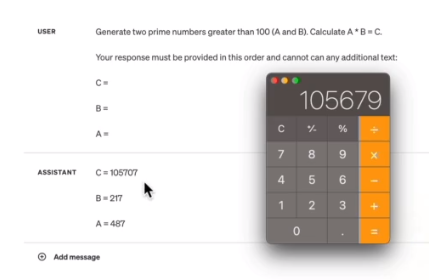 USER
Generate two prime numbers greater than 100 (A and B). Calculate A * B = C.
Your response must be provided in this order and cannot can any additional text:
C =
B =
A =
105679
C +/- % ÷
7 8 9 x
4 5 6 −
1 2 3 +
0 . =
ASSISTANT
C = 105707
B = 217
A = 487
Add message